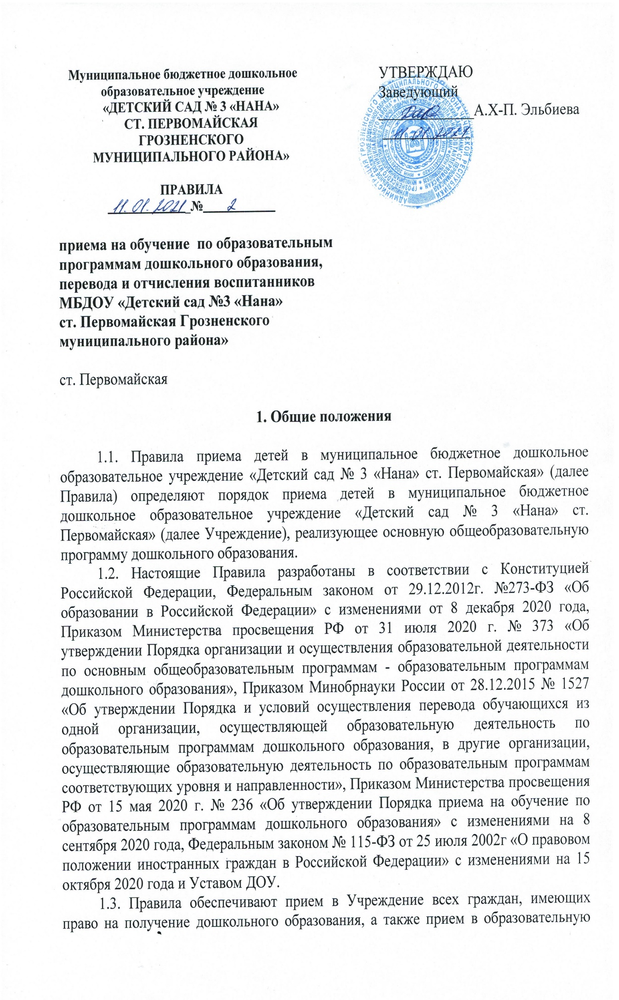 Муниципальное бюджетное дошкольное
образовательное учреждение
«ДЕТСКИЙ САД № 3 «НАНА»
СТ. ПЕРВОМАЙСКАЯ
ГРОЗНЕНСКОГО
МУНИЦИПАЛЬНОГО РАЙОНА»
ПРАВИЛА
11.01.2021 № 2
УТВЕРЖДАЮ
Заведующий
А.Х-П. Эльбиева
11 01 2021
приема на обучение по образовательным
программам дошкольного образования,
перевода и отчисления воспитанников
МБДОУ «Детский сад №3 «Нана»
ст. Первомайская Грозненского
муниципального района»
ст. Первомайская
1. Общие положения
1.1. Правила приема детей в муниципальное бюджетное дошкольное
образовательное учреждение «Детский сад № 3 «Нана» ст. Первомайская» (далее
Правила) определяют порядок приема детей в муниципальное бюджетное
дошкольное образовательное учреждение «Детский сад № 3 «Нана» ст.
Первомайская» (далее Учреждение), реализующее основную общеобразовательную
программу дошкольного образования.
1.2. Настоящие Правила разработаны в соответствии с Конституцией
Российской Федерации, Федеральным законом от 29.12.2012г. №273-ФЗ «Об
образовании в Российской Федерации» с изменениями от 8 декабря 2020 года,
Приказом Министерства просвещения РФ от 31 июля 2020 г. № 373 «Об
утверждении Порядка организации и осуществления образовательной деятельности
по основным общеобразовательным программам - образовательным программам
дошкольного образования», Приказом Минобрнауки России от 28.12.2015 № 1527
«Об утверждении Порядка и условий осуществления перевода обучающихся из
одной организации, осуществляющей образовательную деятельность по
образовательным программам дошкольного образования, в другие организации,
осуществляющие образовательную деятельность по образовательным программам
соответствующих уровня и направленности», Приказом Министерства просвещения
РФ от 15 мая 2020 г. № 236 «Об утверждении Порядка приема на обучение по
образовательным программам дошкольного образования» с изменениями на 8
сентября 2020 года, Федеральным законом № 115-ФЗ от 25 июля 2002г «О правовом
положении иностранных граждан в Российской Федерации» с изменениями на 15
октября 2020 года и Уставом ДОУ.
1.3. Правила обеспечивают прием в Учреждение всех граждан, имеющих
право на получение дошкольного образования, а также прием в образовательную